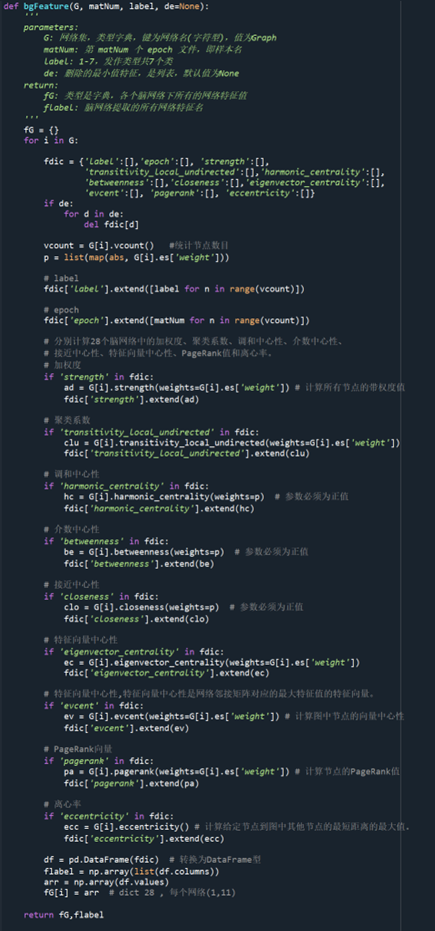 def bgFeature(G, matNum, label, de=None):
'''
parameters:
G: 网络集, 类型字典, 键为网络名(字符型), 值为Graph
matNum: 第 matNum 个 epoch 文件, 即样本名
label: 1-7, 发作类型共7个类
de: 删除的最小值特征, 是列表, 默认值为None
return:
fG: 类型是字典, 各个脑网络下所有的网络特征值
flabel: 脑网络提取的所有网络特征名
'''
fG = {}
for i in G:
fdic = {'label':[],'epoch':[], 'strength':[],
'transitivity_local_undirected':[],'harmonic_centrality':[],
'betweenness':[],'closeness':[],'eigenvector_centrality':[],
'evcent':[], 'pagerank':[], 'eccentricity':[]}
if de:
for d in de:
del fdic[d]
vcount = G[i].vcount()   #统计节点数目
p = list(map(abs, G[i].es['weight']))
# label
fdic['label'].extend([label for n in range(vcount)])
# epoch
fdic['epoch'].extend([matNum for n in range(vcount)])
# 分别计算28个脑网络中的加权度、聚类系数、调和中心性、介数中心性、
# 接近中心性、特征向量中心性、PageRank值和离心率。
# 加权度
if 'strength' in fdic:
ad = G[i].strength(weights=G[i].es['weight']) # 计算所有节点的带权度值
fdic['strength'].extend(ad)
# 聚类系数
if 'transitivity_local_undirected' in fdic:
clu = G[i].transitivity_local_undirected(weights=G[i].es['weight'])
fdic['transitivity_local_undirected'].extend(clu)
# 调和中心性
if 'harmonic_centrality' in fdic:
hc = G[i].harmonic_centrality(weights=p)  # 参数必须为正值
fdic['harmonic_centrality'].extend(hc)
# 介数中心性
if 'betweenness' in fdic:
be = G[i].betweenness(weights=p)  # 参数必须为正值
fdic['betweenness'].extend(be)
# 接近中心性
if 'closeness' in fdic:
clo = G[i].closeness(weights=p)  # 参数必须为正值
fdic['closeness'].extend(clo)
# 特征向量中心性
if 'eigenvector_centrality' in fdic:
ec = G[i].eigenvector_centrality(weights=G[i].es['weight'])
fdic['eigenvector_centrality'].extend(ec)
# 特征向量中心性,特征向量中心性是网络邻接矩阵对应的最大特征值的特征向量。
if 'evcent' in fdic:
ev = G[i].evcent(weights=G[i].es['weight']) # 计算图中节点的向量中心性
fdic['evcent'].extend(ev)
# PageRank向量
if 'pagerank' in fdic:
pa = G[i].pagerank(weights=G[i].es['weight']) # 计算节点的PageRank值
fdic['pagerank'].extend(pa)
# 离心率
if 'eccentricity' in fdic:
ecc = G[i].eccentricity() # 计算给定节点到图中其他节点的最短距离的最大值。
fdic['eccentricity'].extend(ecc)
df = pd.DataFrame(fdic)  # 转换为DataFrame型
flabel = np.array(list(df.columns))
arr = np.array(df.values)
fG[i] = arr  # dict 28 , 每个网络(1,11)
return fG,flabel